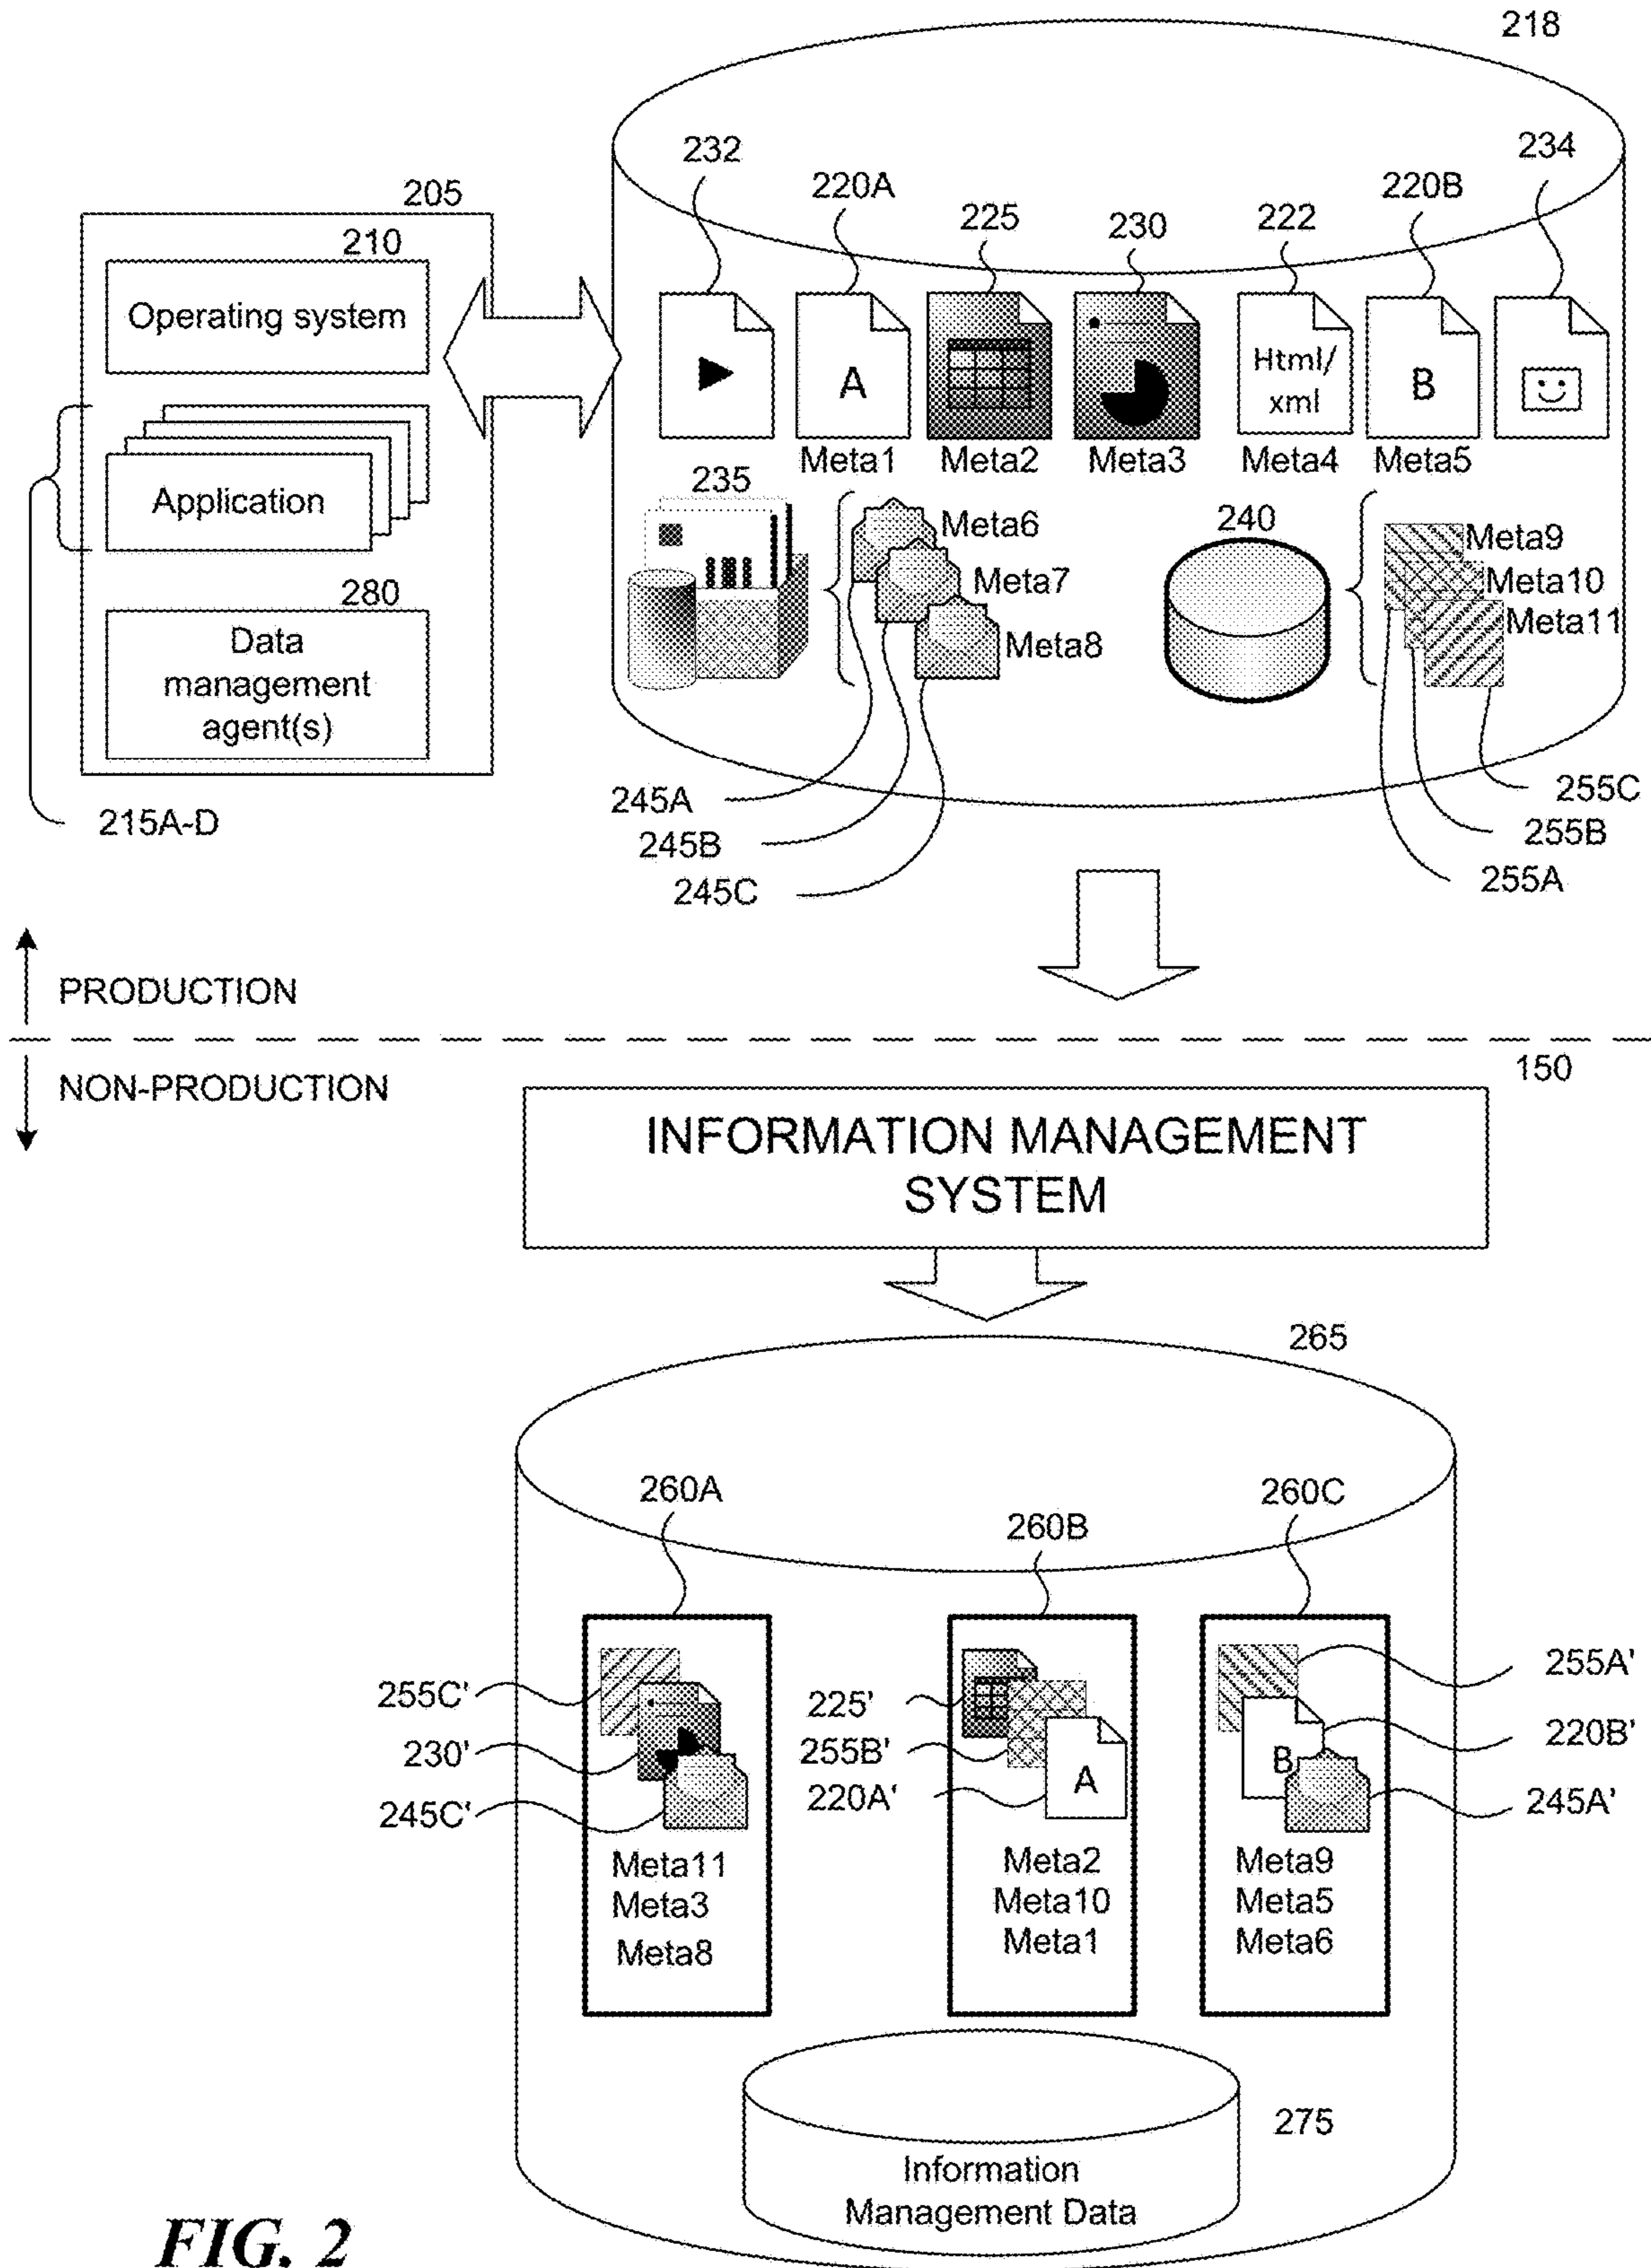 218
232
234
220A
220B
205
225
230
222
210
Operating system
Html/
xml
A
B
Meta1
Meta2
Meta3
Meta4
Meta5
235
Application
240
Meta6
Meta9
Meta7
Meta10
280
Meta11
Data
management
agent(s)
Meta8
245A
255C
215A-D
245B
255B
245C
255A
PRODUCTION
NON-PRODUCTION
150
INFORMATION MANAGEMENT
SYSTEM
265
260A
260C
260B
255C'
225'
255A'
230'
255B'
B
220B'
245C'
220A'
A
245A'
Meta11
Meta3
Meta8
Meta2
Meta10
Meta1
Meta9
Meta5
Meta6
275
Information
Management Data
FIG. 2